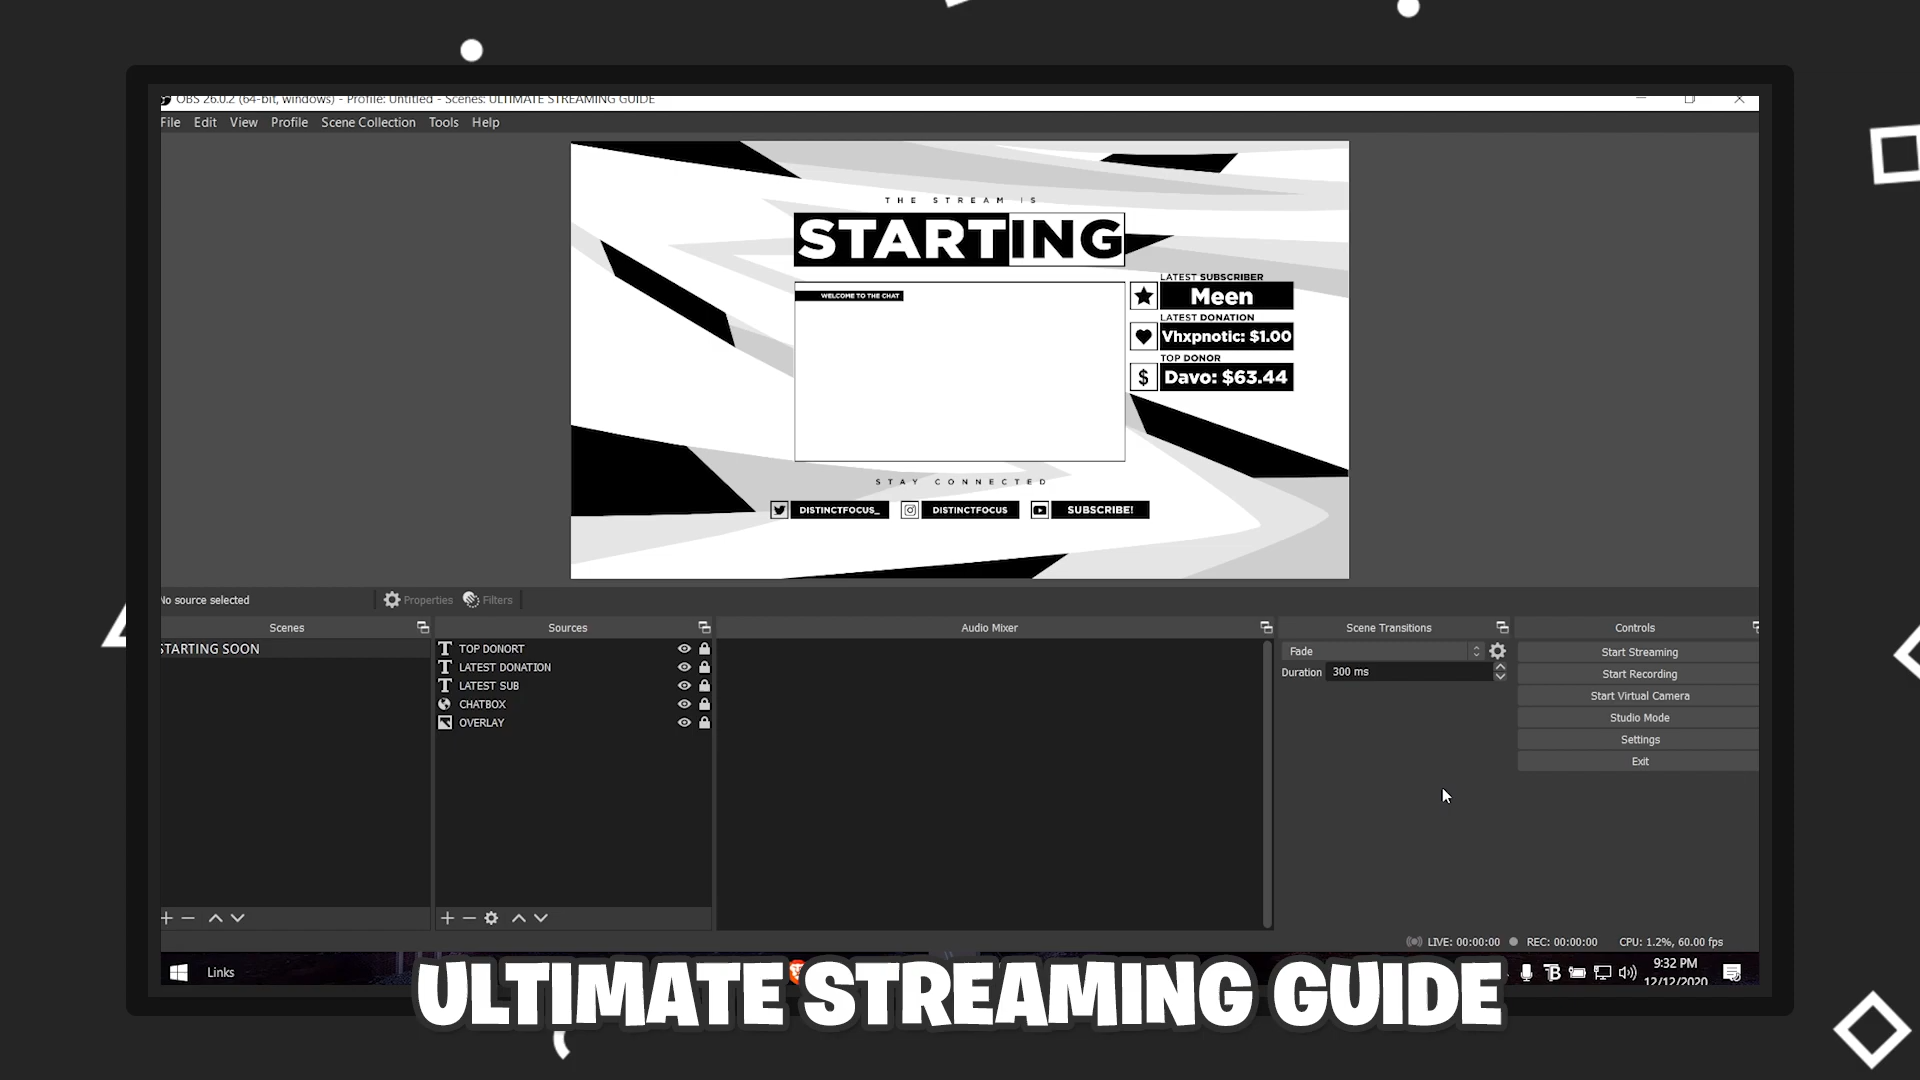 OBS 26.0.2 (64-bit, windows) - Profile: Untitled - Scenes: ULTIMATE STREAMING GUIDE
File Edit View Profile Scene Collection Tools Help
THE STREAM IS
STARTING
WELCOME TO THE CHAT
LATEST SUBSCRIBER
Meen
LATEST DONATION
Vhxpnotic: $1.00
TOP DONOR
$ Davo: $63.44
STAY CONNECTED
DISTINCTFOCUS_ DISTINCTFOCUS SUBSCRIBE!
No source selected Properties Filters
Scenes Sources Audio Mixer Scene Transitions Controls
STARTING SOON
TOP DONORT
LATEST DONATION
LATEST SUB
CHATBOX
OVERLAY
Fade
Duration 300 ms
Start Streaming
Start Recording
Start Virtual Camera
Studio Mode
Settings
Exit
LIVE: 00:00:00 REC: 00:00:00 CPU: 1.2%, 60.00 fps
Links
9:32 PM
12/12/2020
ULTIMATE STREAMING GUIDE